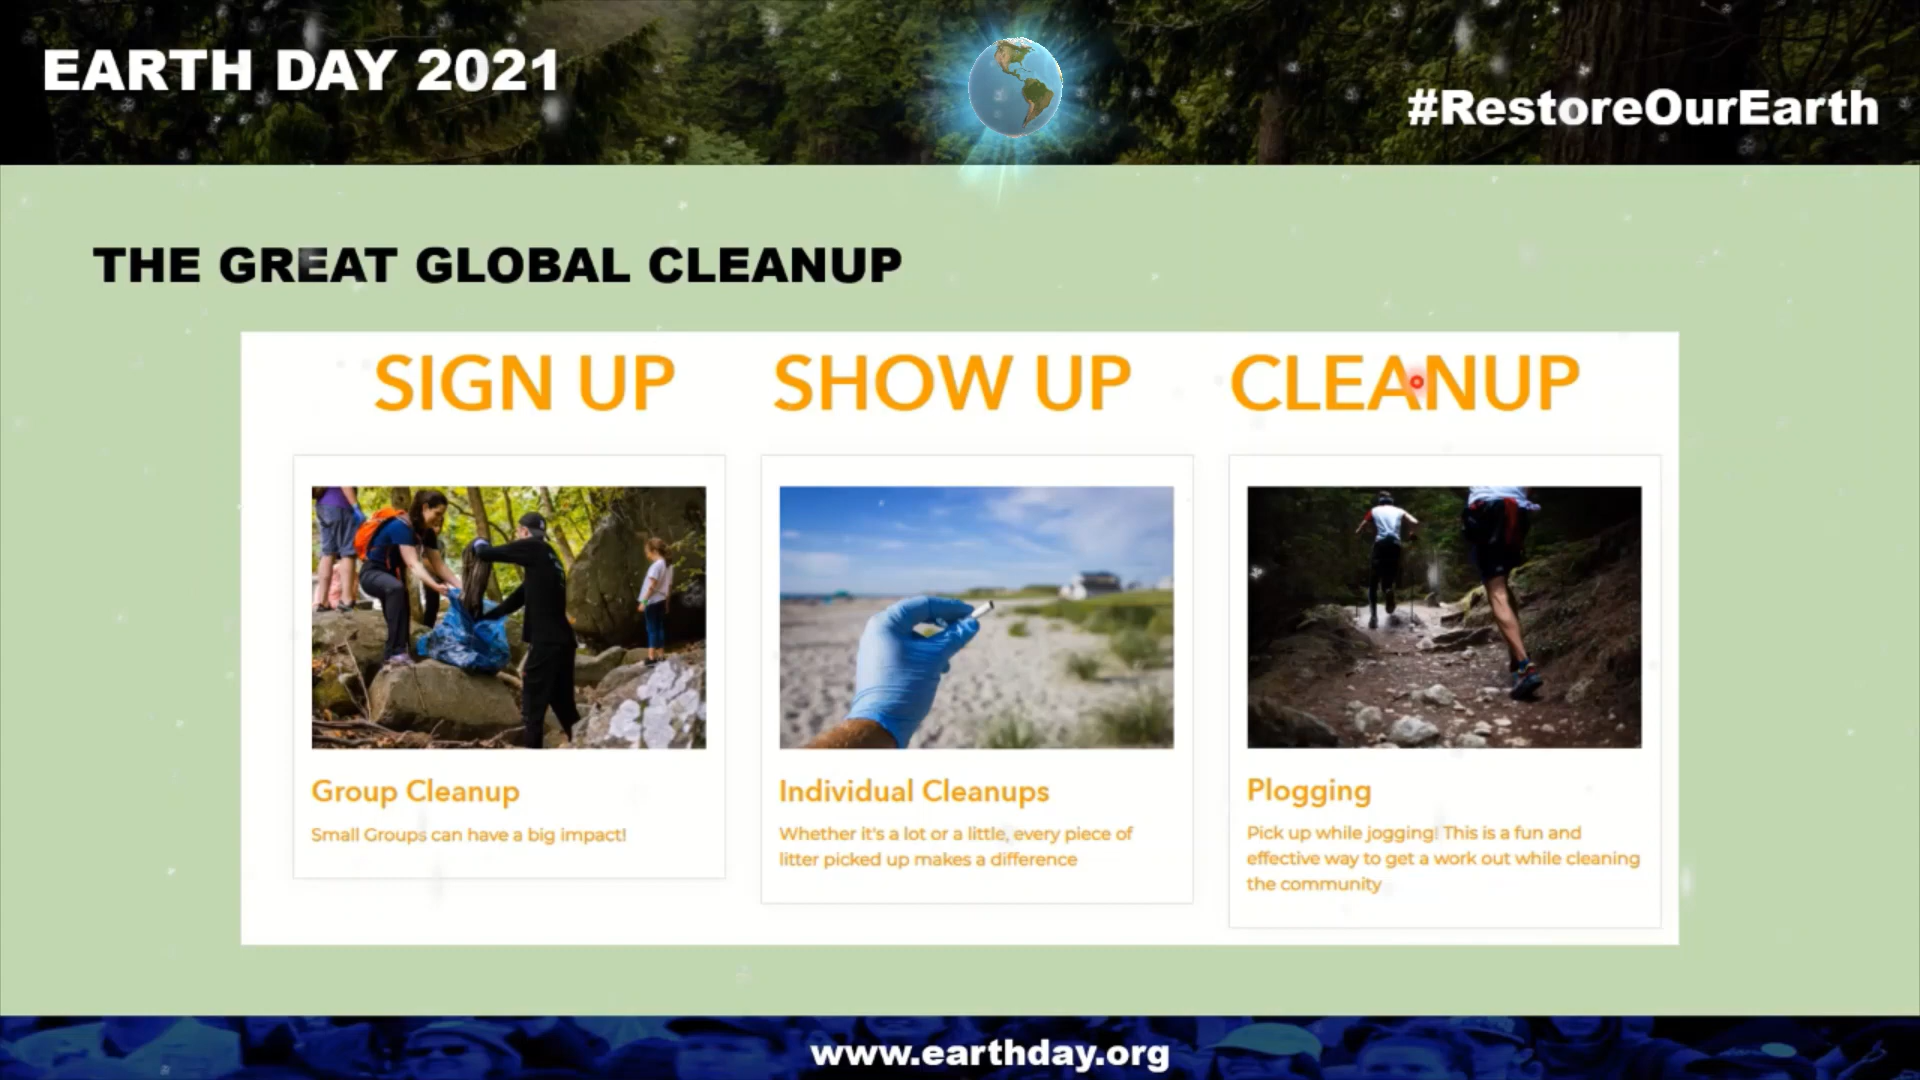 EARTH DAY 2021
#RestoreOurEarth
THE GREAT GLOBAL CLEANUP
SIGN UP
SHOW UP
CLEANUP
Group Cleanup
Small Groups can have a big impact!
Individual Cleanups
Whether it's a lot or a little, every piece of
litter picked up makes a difference
Plogging
Pick up while jogging! This is a fun and
effective way to get a work out while cleaning
the community
www.earthday.org